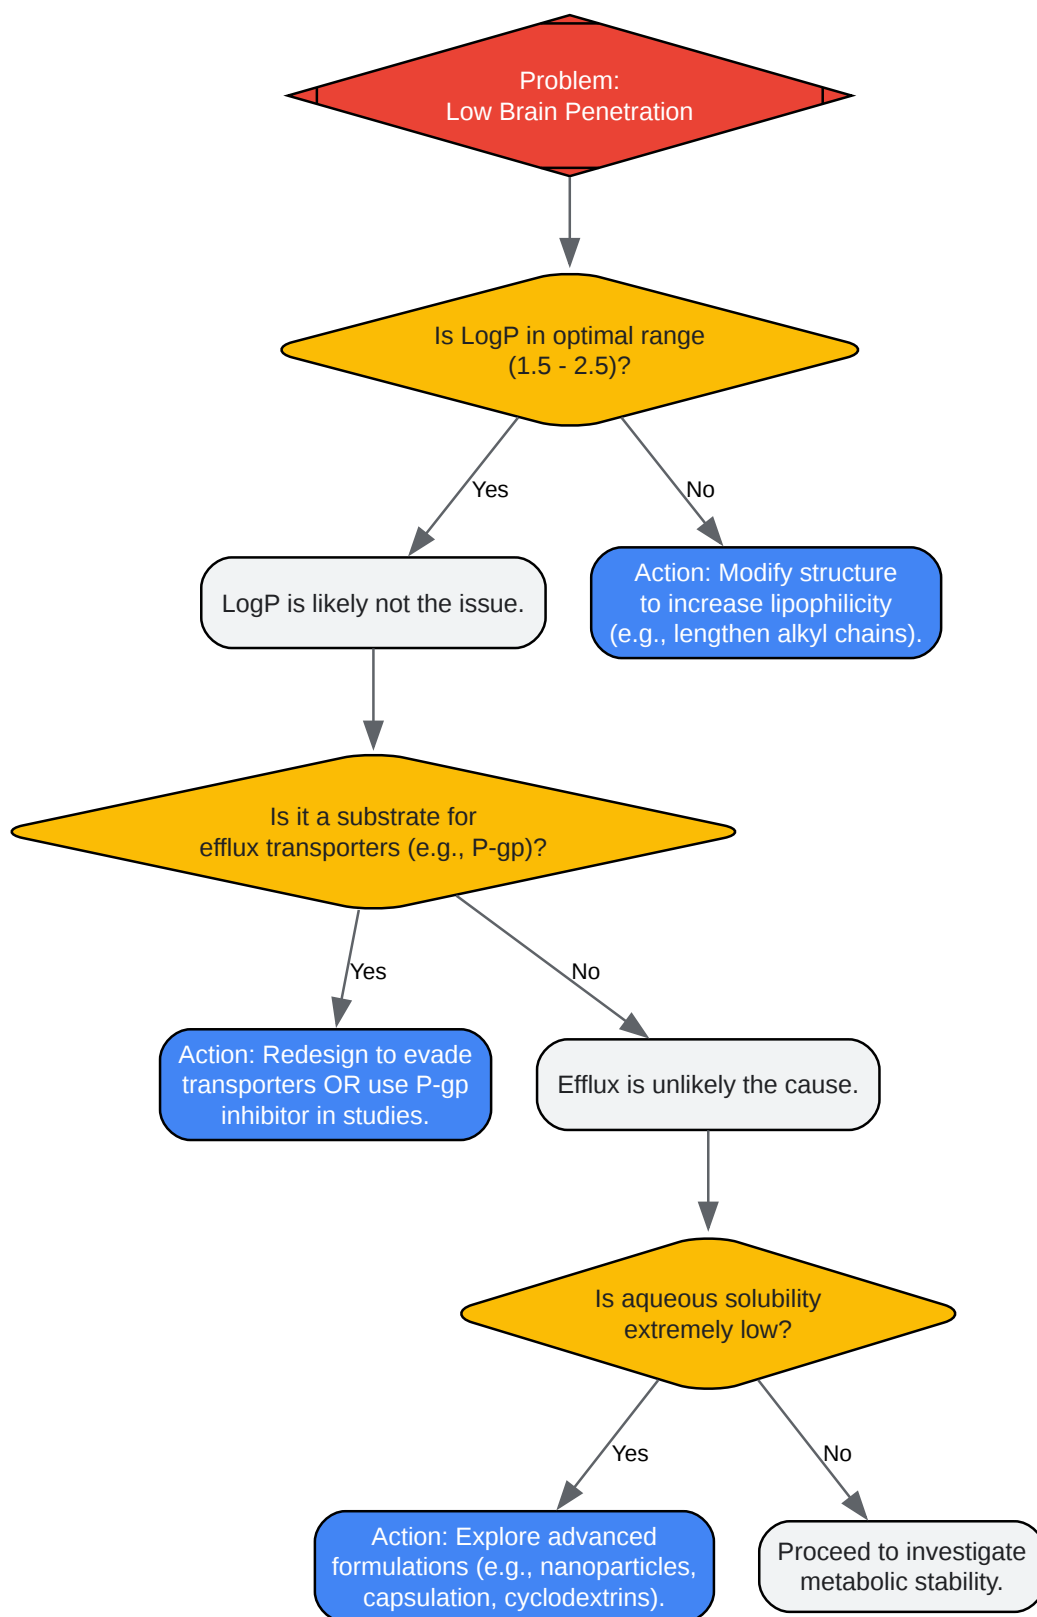 Problem:
Low Brain Penetration
Is LogP in optimal range
(1.5 - 2.5)?
Yes
No
LogP is likely not the issue.
Action: Modify structure
to increase lipophilicity
(e.g., lengthen alkyl chains).
Is it a substrate for
efflux transporters (e.g., P-gp)?
Yes
No
Action: Redesign to evade
transporters OR use P-gp
inhibitor in studies.
Efflux is unlikely the cause.
Is aqueous solubility
extremely low?
Yes
No
Action: Explore advanced
formulations (e.g., nanoparticles,
capsulation, cyclodextrins).
Proceed to investigate
metabolic stability.